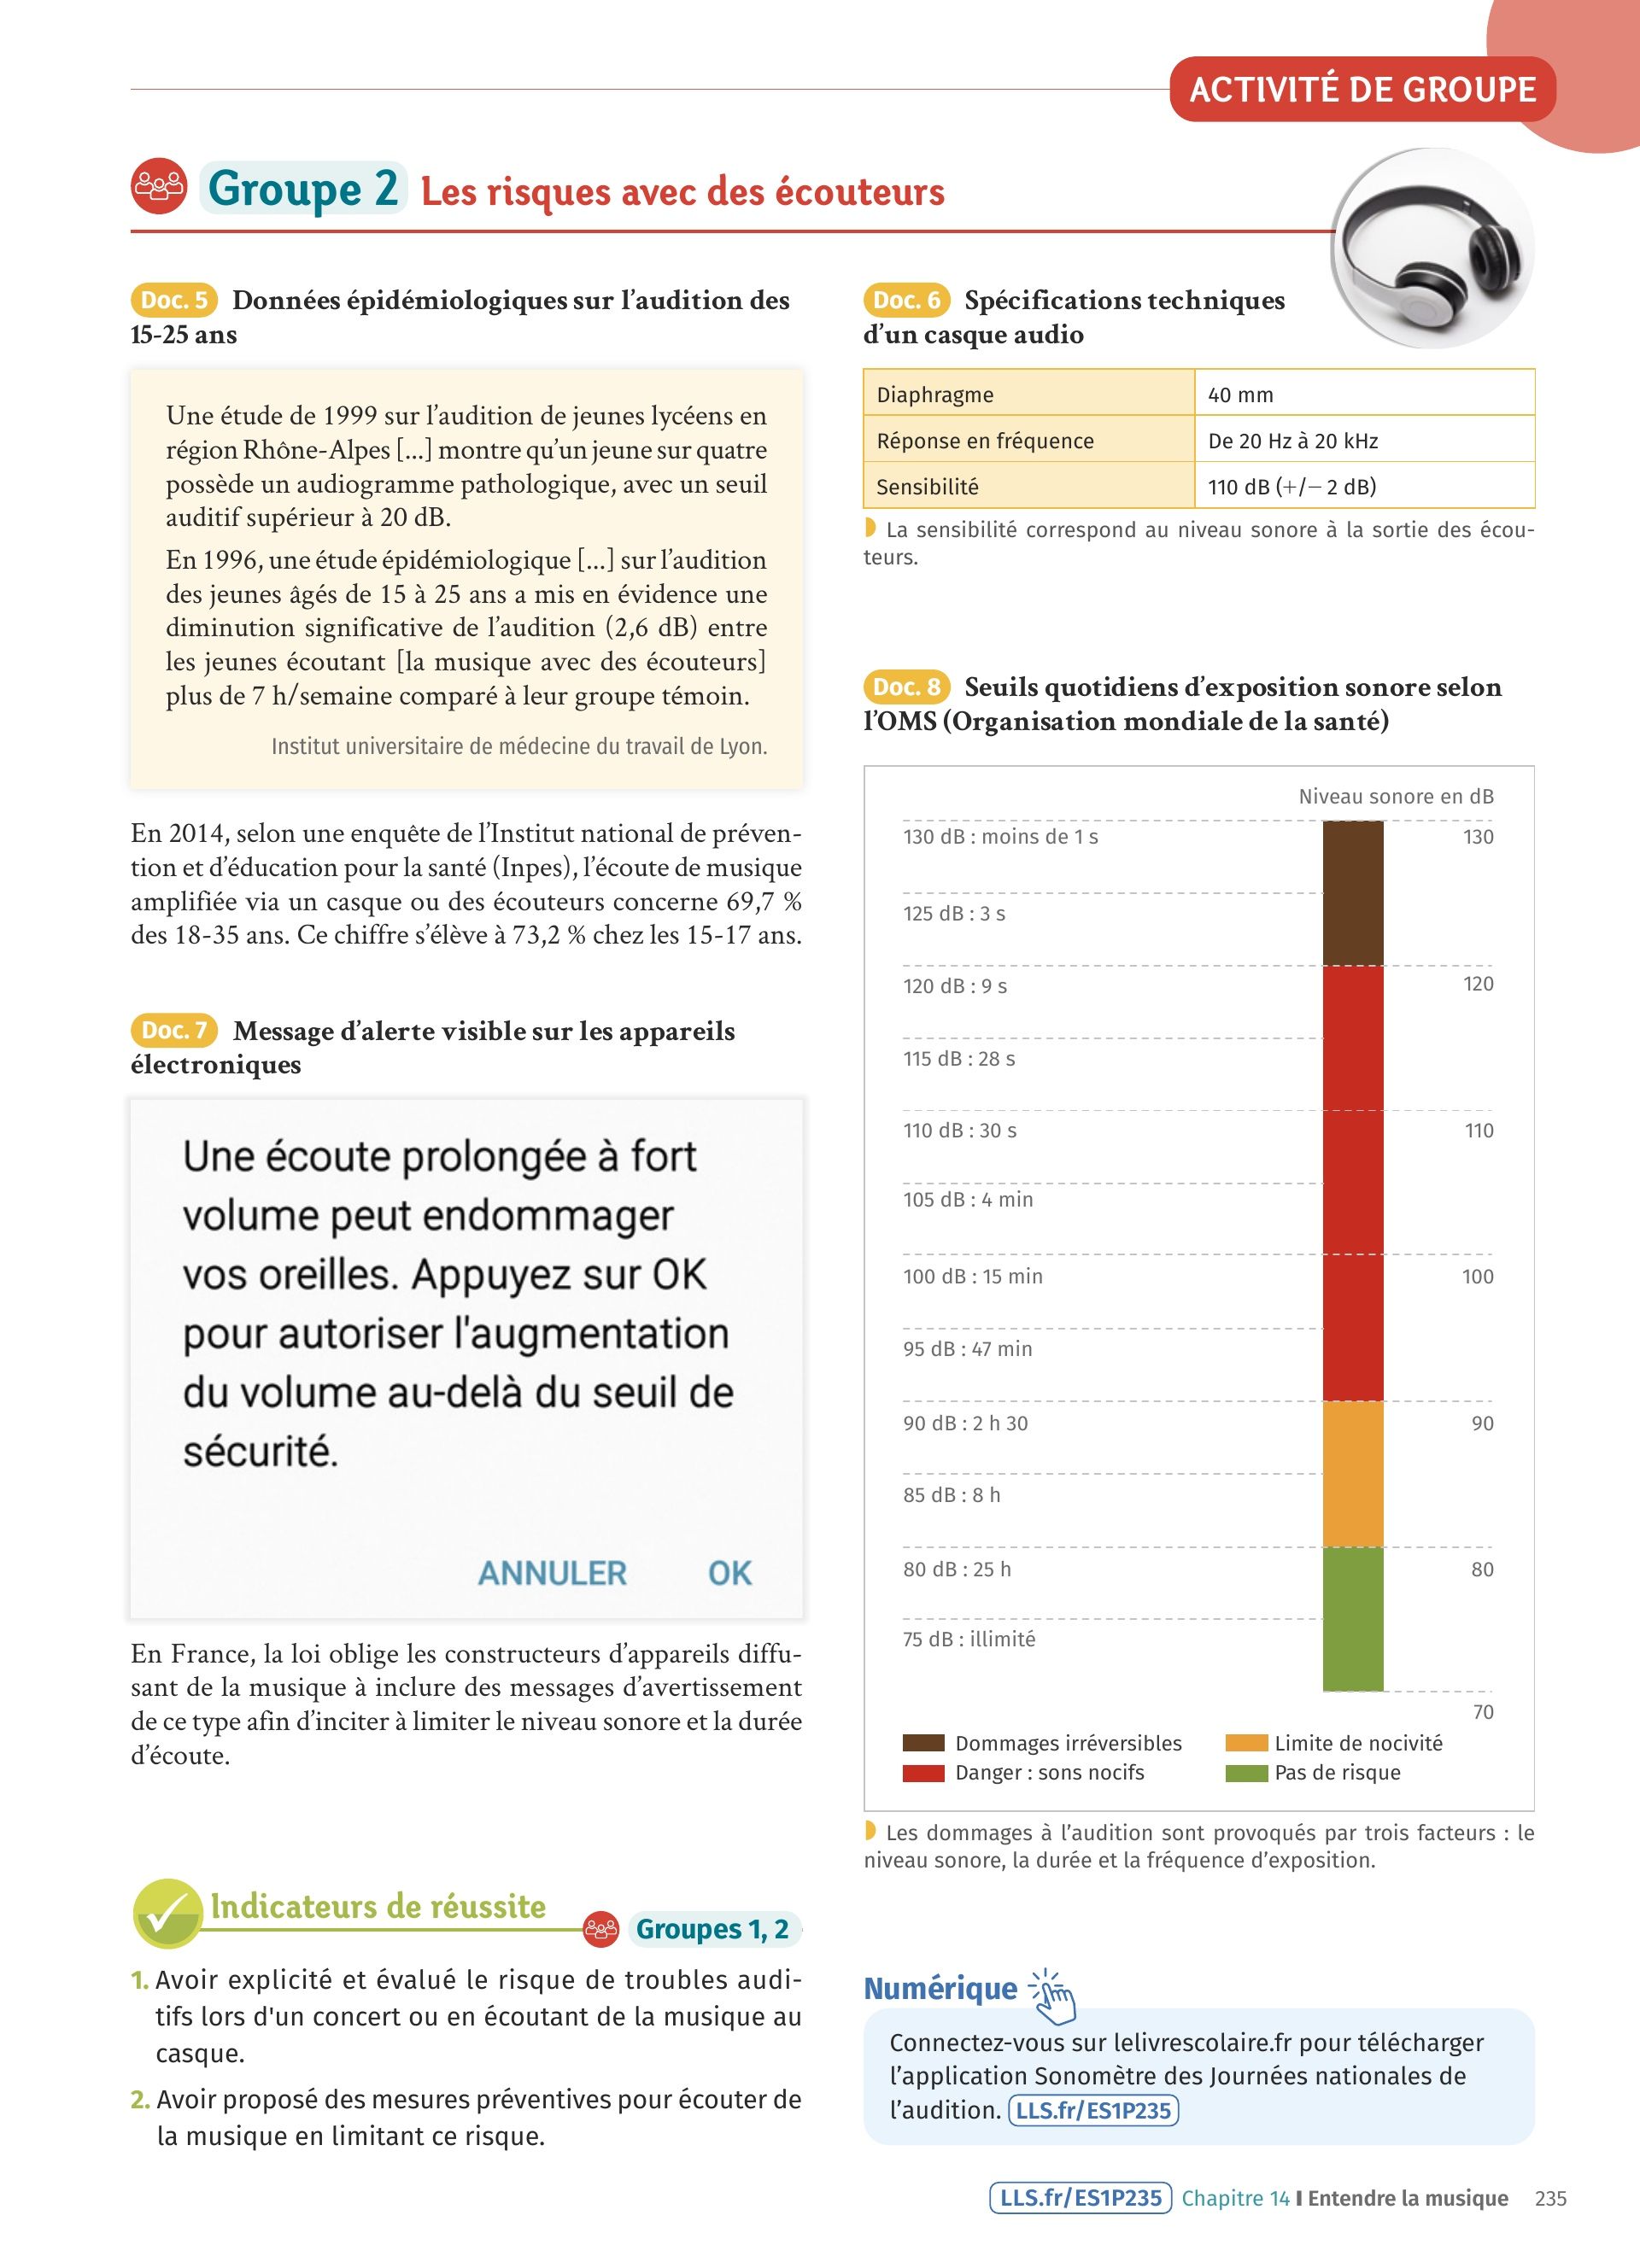 ACTIVITÉ DE GROUPE
Groupe 2 Les risques avec des écouteurs
Doc. 5 Données épidémiologiques sur l'audition des
15-25 ans
Une étude de 1999 sur l'audition de jeunes lycéens en
région Rhône-Alpes [...] montre qu'un jeune sur quatre
possède un audiogramme pathologique, avec un seuil
auditif supérieur à 20 dB.
En 1996, une étude épidémiologique [...] sur l'audition
des jeunes âgés de 15 à 25 ans a mis en évidence une
diminution significative de l'audition (2,6 dB) entre
les jeunes écoutant [la musique avec des écouteurs]
plus de 7 h/semaine comparé à leur groupe témoin.
Institut universitaire de médecine du travail de Lyon.
En 2014, selon une enquête de l'Institut national de préven-
tion et d'éducation pour la santé (Inpes), l'écoute de musique
amplifiée via un casque ou des écouteurs concerne 69,7 %
des 18-35 ans. Ce chiffre s'élève à 73,2 % chez les 15-17 ans.
Doc. 7 Message d'alerte visible sur les appareils
électroniques
Une écoute prolongée à fort
volume peut endommager
vos oreilles. Appuyez sur OK
pour autoriser l'augmentation
du volume au-delà du seuil de
sécurité.
ANNULER OK
En France, la loi oblige les constructeurs d'appareils diffu-
sant de la musique à inclure des messages d'avertissement
de ce type afin d'inciter à limiter le niveau sonore et la durée
d'écoute.
Indicateurs de réussite
Groupes 1, 2
1. Avoir explicité et évalué le risque de troubles audi-
tifs lors d'un concert ou en écoutant de la musique au
casque.
2. Avoir proposé des mesures préventives pour écouter de
la musique en limitant ce risque.
Doc. 6 Spécifications techniques
d'un casque audio
Diaphragme 40 mm
Réponse en fréquence De 20 Hz à 20 kHz
Sensibilité 110 dB (+/− 2 dB)
La sensibilité correspond au niveau sonore à la sortie des écou-
teurs.
Doc. 8 Seuils quotidiens d'exposition sonore selon
l'OMS (Organisation mondiale de la santé)
Niveau sonore en dB
130 dB : moins de 1 s 130
125 dB : 3 s
120 dB : 9 s 120
115 dB : 28 s
110 dB : 30 s 110
105 dB : 4 min
100 dB : 15 min 100
95 dB : 47 min
90 dB : 2 h 30 90
85 dB : 8 h
80 dB : 25 h 80
75 dB : illimité
70
Dommages irréversibles Limite de nocivité
Danger : sons nocifs Pas de risque
Les dommages à l'audition sont provoqués par trois facteurs : le
niveau sonore, la durée et la fréquence d'exposition.
Numérique
Connectez-vous sur lelivrescolaire.fr pour télécharger
l'application Sonomètre des Journées nationales de
l'audition. LLS.fr/ES1P235
LLS.fr/ES1P235 Chapitre 14 I Entendre la musique 235